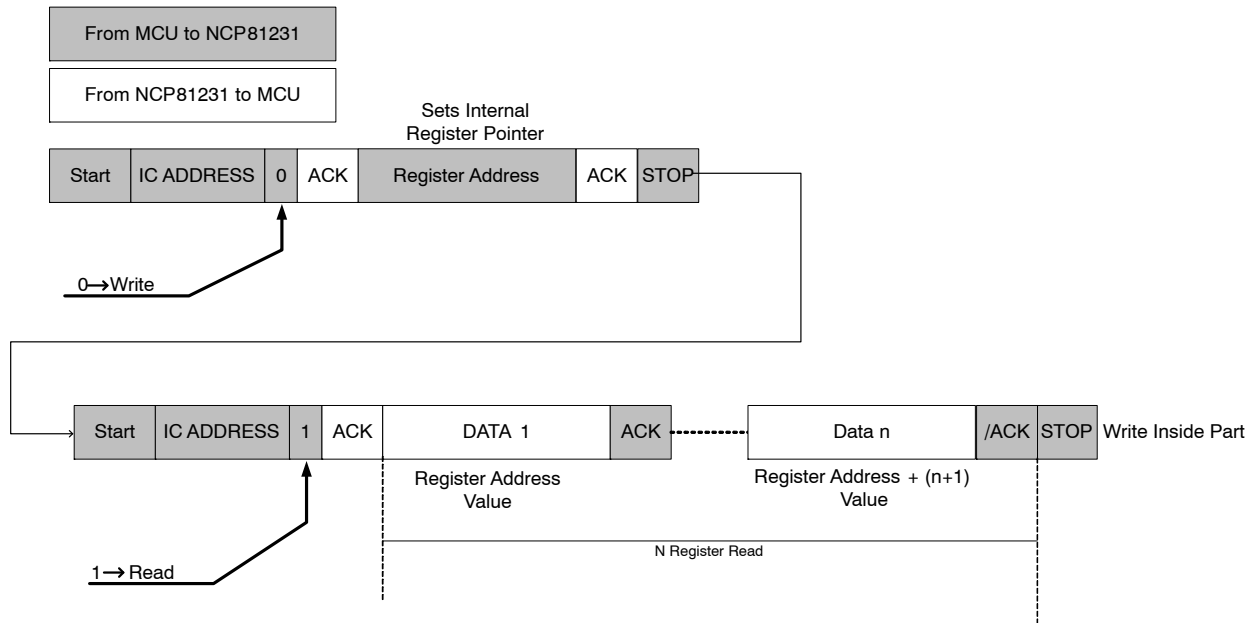 From MCU to NCP81231
From NCP81231 to MCU
Sets Internal
Register Pointer
Start IC ADDRESS 0 ACK Register Address ACK STOP
0→Write
Start IC ADDRESS 1 ACK DATA 1 ACK Data n /ACK STOP Write Inside Part
Register Address
Value
Register Address + (n+1)
Value
N Register Read
1→ Read